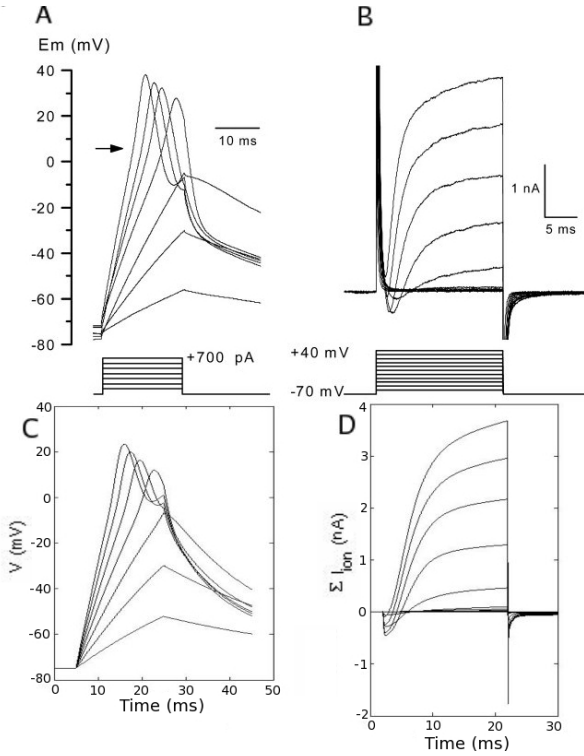 A
Em (mV)
40
20
0
-20
-40
-60
-80
10 ms
+700 pA
B
1 nA
5 ms
+40 mV
-70 mV
C
V (mV)
40
20
0
-20
-40
-60
-80
0 10 20 30 40 50
Time (ms)
D
Σ I_ion (nA)
4
3
2
1
0
-1
-2
0 10 20 30
Time (ms)